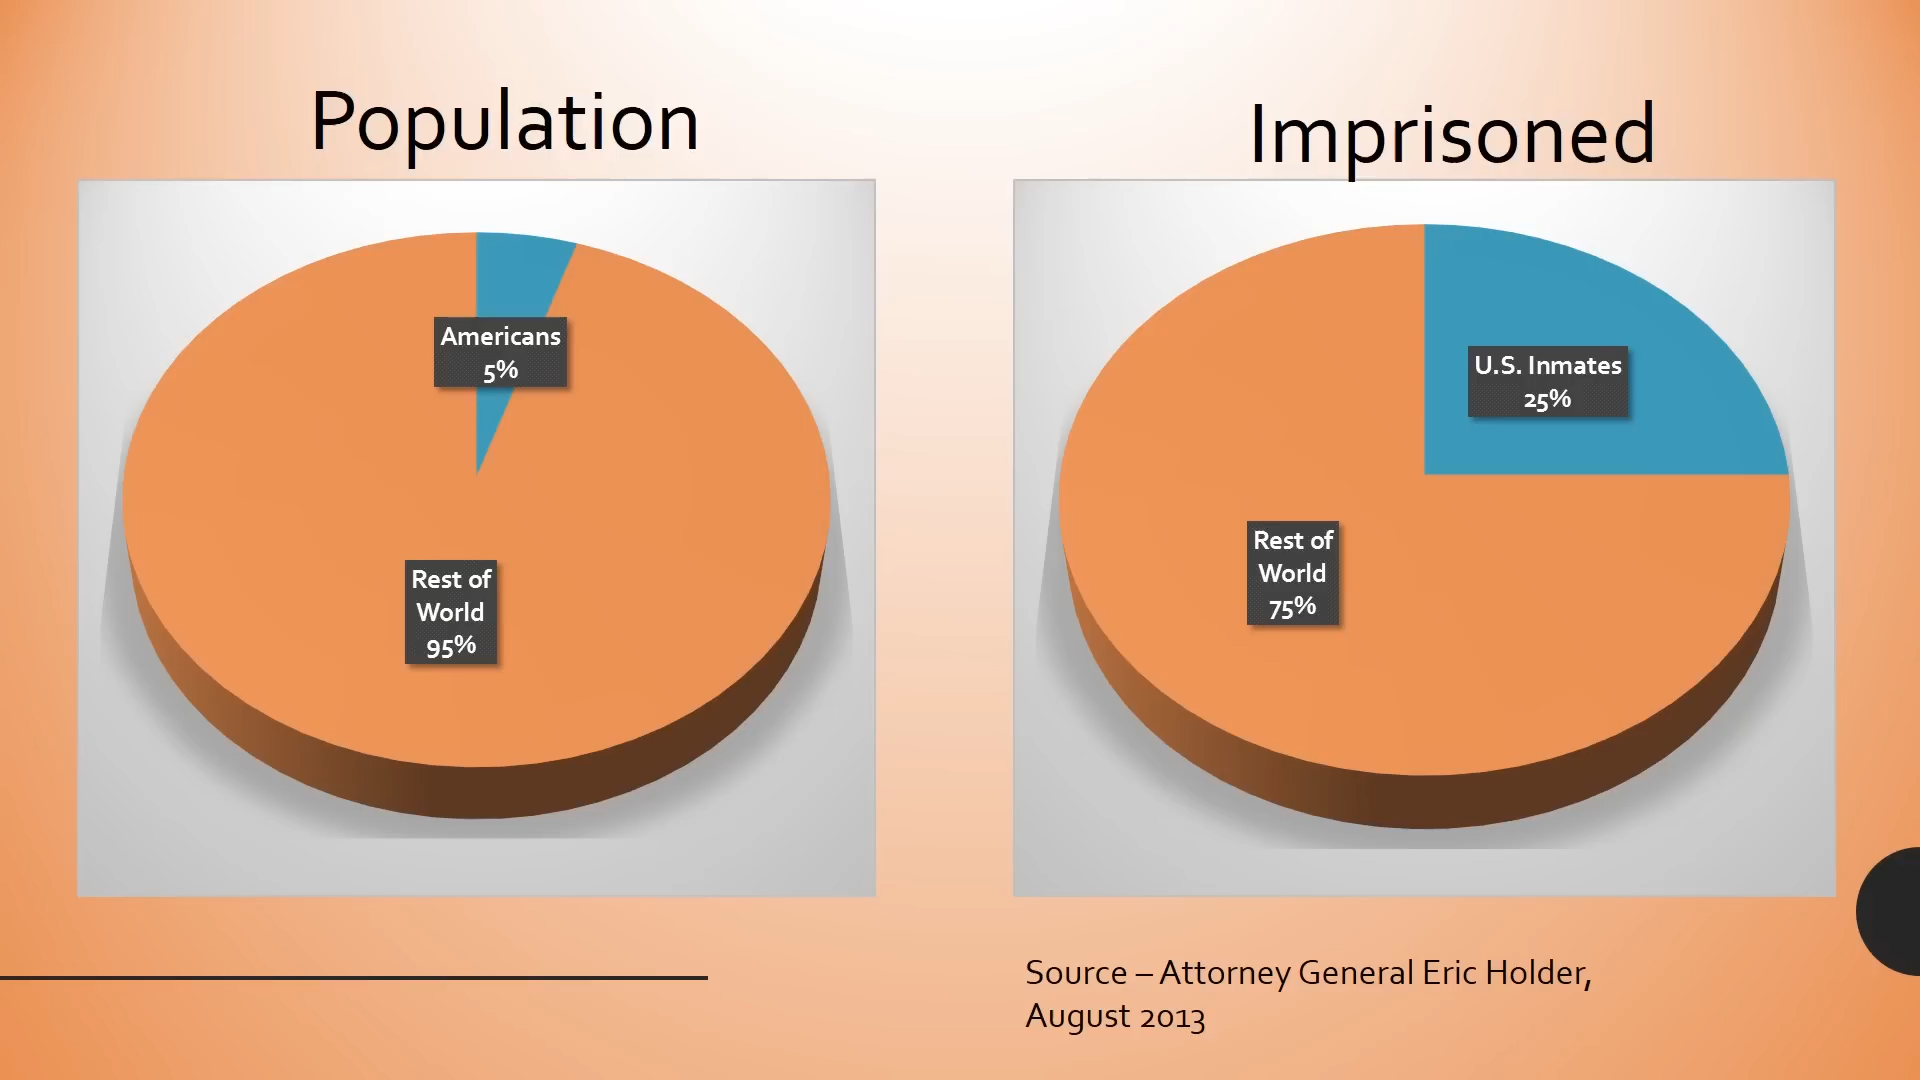 Population
Americans
5%
Rest of
World
95%
Imprisoned
U.S. Inmates
25%
Rest of
World
75%
Source – Attorney General Eric Holder,
August 2013